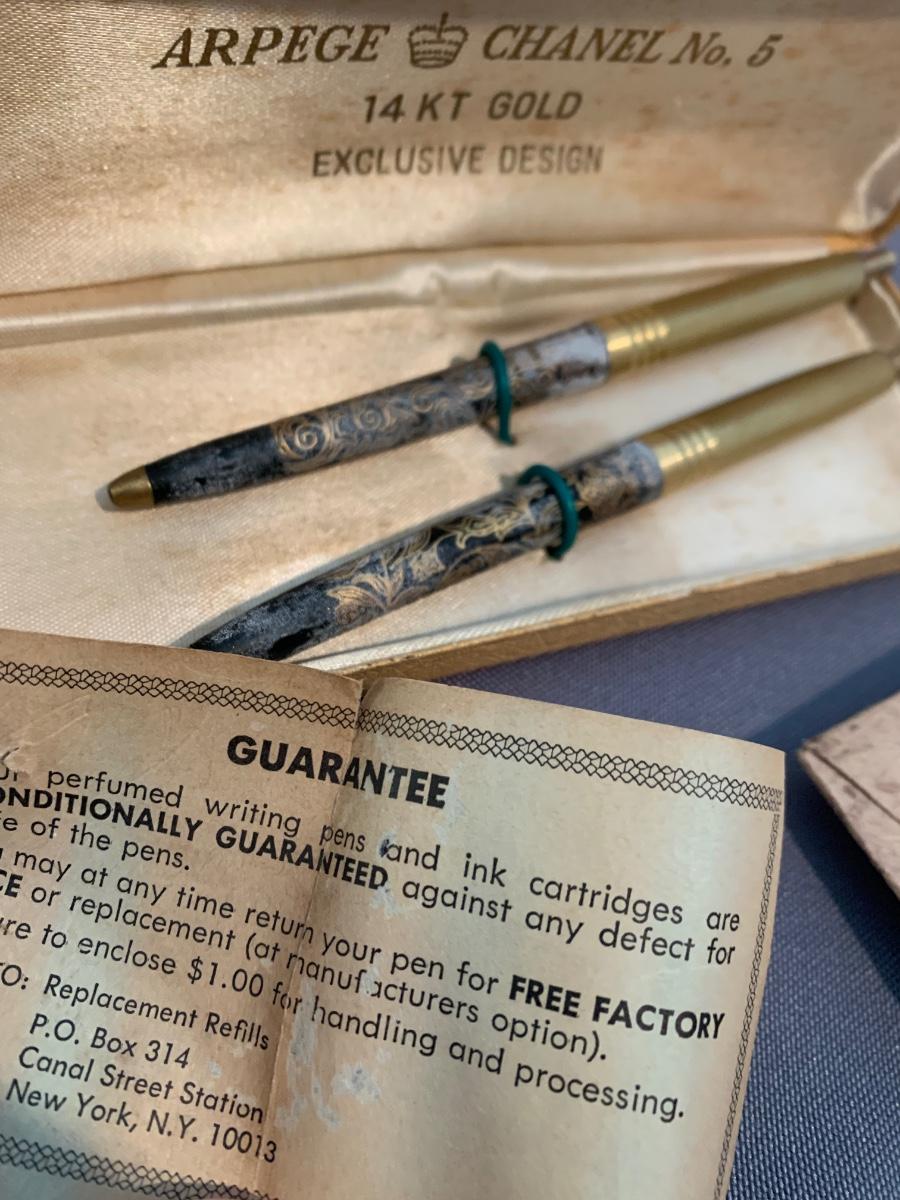 ARPEGE CHANEL No. 5
14 KT GOLD
EXCLUSIVE DESIGN
GUARANTEE
perfumed writing pens and ink cartridges are
ONDITIONALLY GUARANTEED against any defect for
of the pens.
may at any time return your pen for FREE FACTORY
CE or replacement (at manufacturers option).
re to enclose $1.00 for handling and processing.
TO: Replacement Refills
P.O. Box 314
Canal Street Station
New York, N.Y. 10013